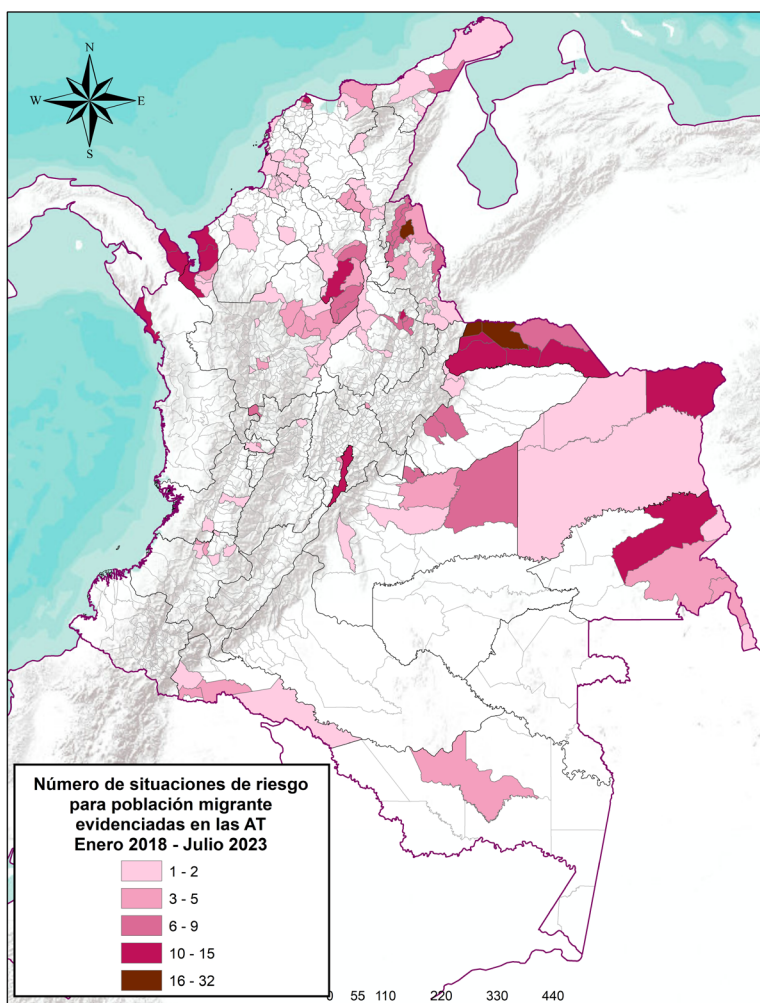 N
W E
S
Número de situaciones de riesgo
para población migrante
evidenciadas en las AT
Enero 2018 - Julio 2023
1 - 2
3 - 5
6 - 9
10 - 15
16 - 32
0 55 110 220 330 440